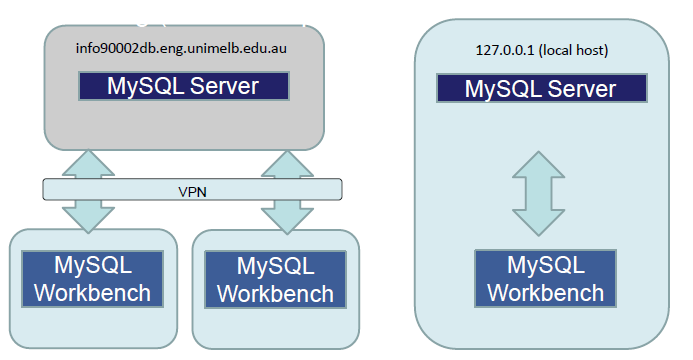 info90002db.eng.unimelb.edu.au
MySQL Server
VPN
MySQL
Workbench
MySQL
Workbench
127.0.0.1 (local host)
MySQL Server
MySQL
Workbench